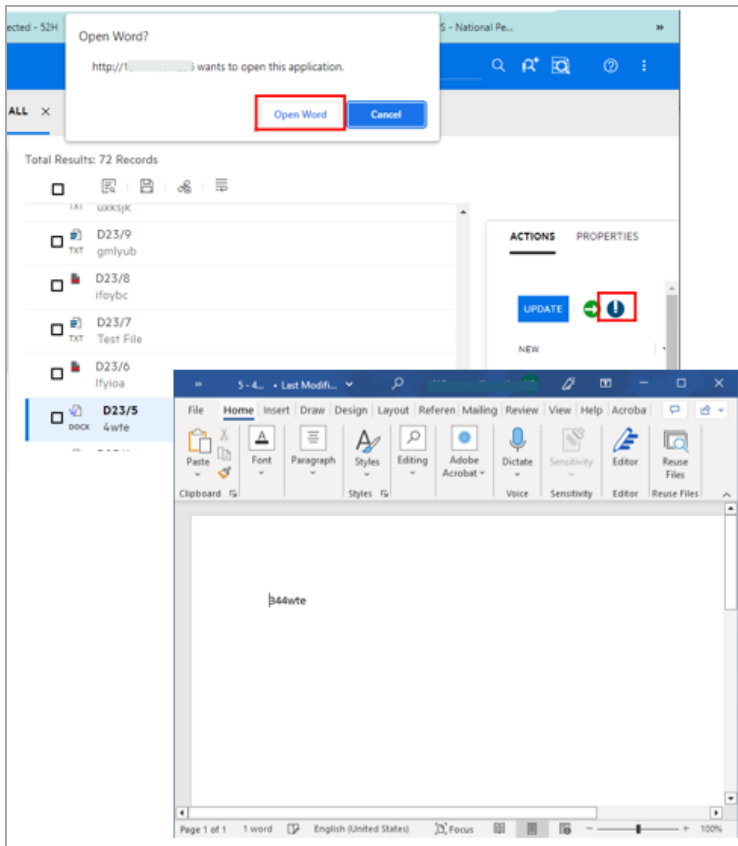 ected - 52H
S - National Pe...
»
Open Word?
http://1 wants to open this application.
Open Word
Cancel
ALL ×
Total Results: 72 Records
TXT uxksjk
D23/9
TXT gmlyub
D23/8
ifoybc
D23/7
TXT Test File
D23/6
lfyioa
D23/5
DOCX 4wte
ACTIONS PROPERTIES
UPDATE
NEW
» 5 - 4... • Last Modifi...
File Home Insert Draw Design Layout Referen Mailing Review View Help Acroba
Paste Font Paragraph Styles Editing Adobe Acrobat Dictate Sensitivity Editor Reuse Files
Clipboard Styles Voice Sensitivity Editor Reuse Files
344wte
Page 1 of 1 1 word English (United States) Focus 100%